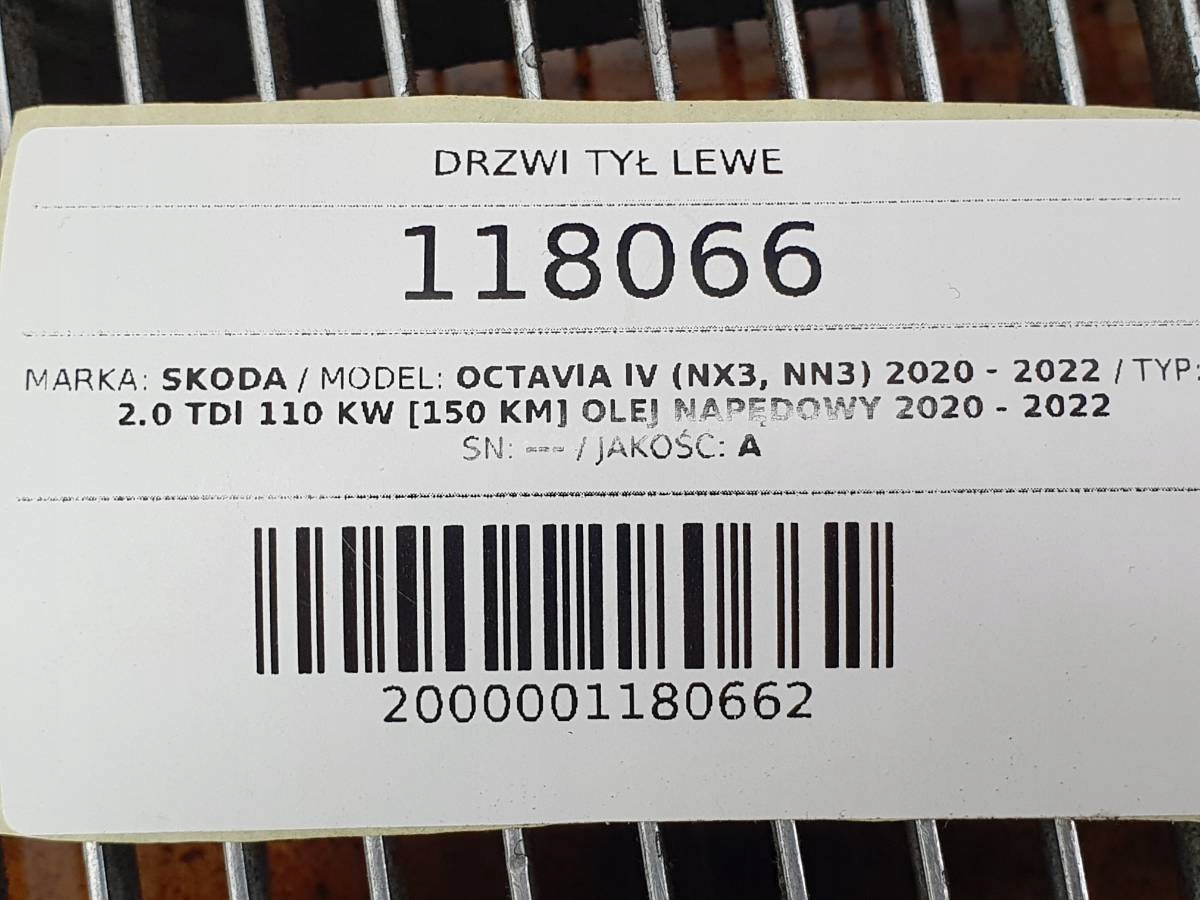 DRZWI TYŁ LEWE
118066
MARKA: SKODA / MODEL: OCTAVIA IV (NX3, NN3) 2020 - 2022 / TYP:
2.0 TDI 110 KW [150 KM] OLEJ NAPĘDOWY 2020 - 2022
SN: --- / JAKOŚĆ: A
2000001180662